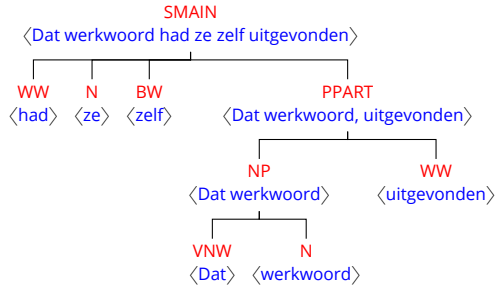 SMAIN
⟨Dat werkwoord had ze zelf uitgevonden⟩
WW N BW PPART
⟨had⟩ ⟨ze⟩ ⟨zelf⟩ ⟨Dat werkwoord, uitgevonden⟩
NP WW
⟨Dat werkwoord⟩ ⟨uitgevonden⟩
VNW N
⟨Dat⟩ ⟨werkwoord⟩